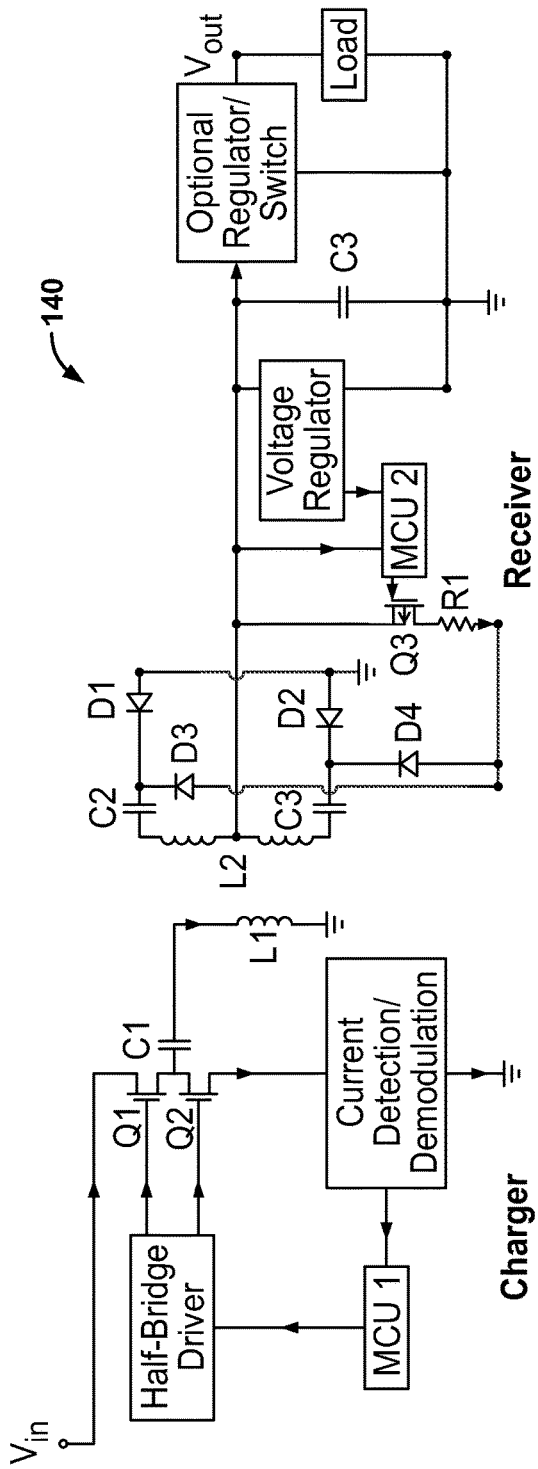 140
Vin
Half-Bridge
Driver
Q1
Q2
C1
L1
Current
Detection/
Demodulation
MCU 1
Charger
L2
C2
D1
D3
C3
D2
D4
Q3
R1
MCU 2
Voltage
Regulator
C3
Optional
Regulator/
Switch
Vout
Load
Receiver